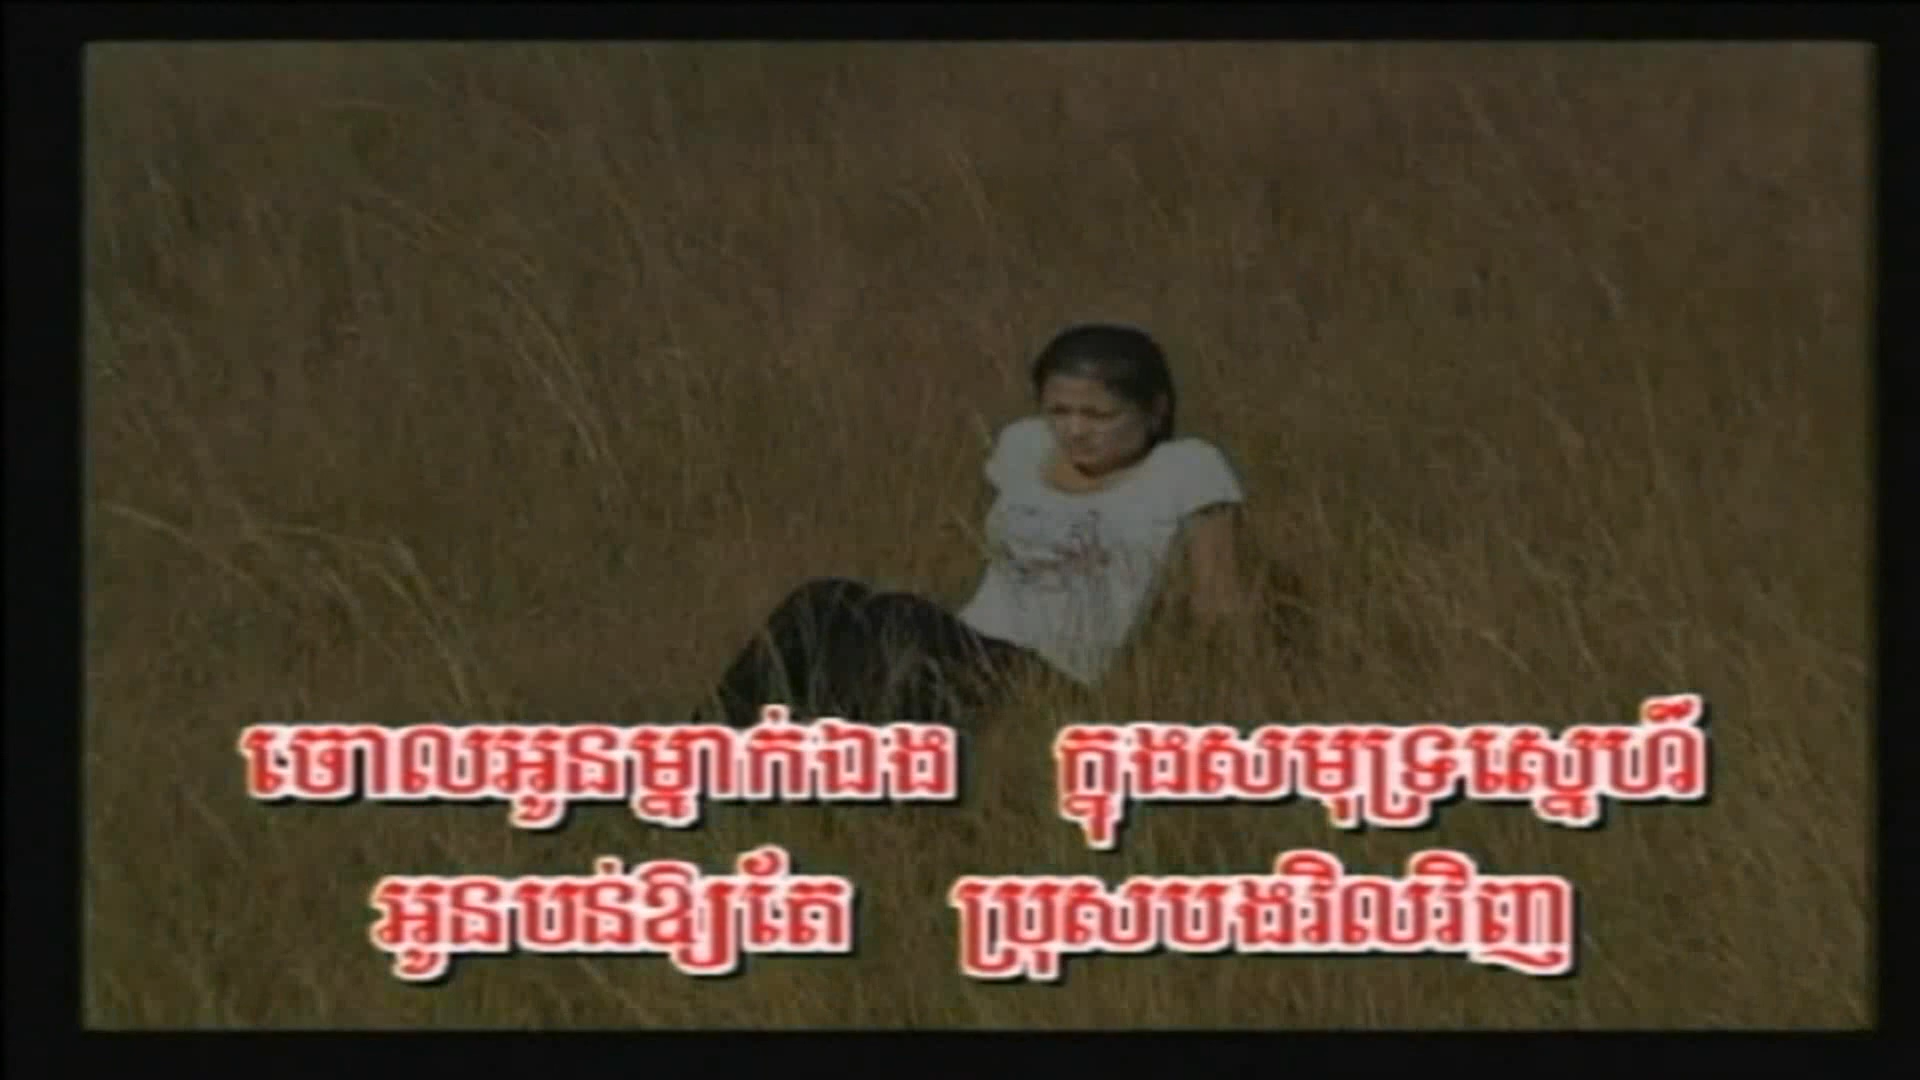 ចោលអូនម្នាក់ឯង ក្នុងសមុទ្រស្នេហ៍
អូនបន់ឱ្យតែ ប្រុសបងវិលវិញ